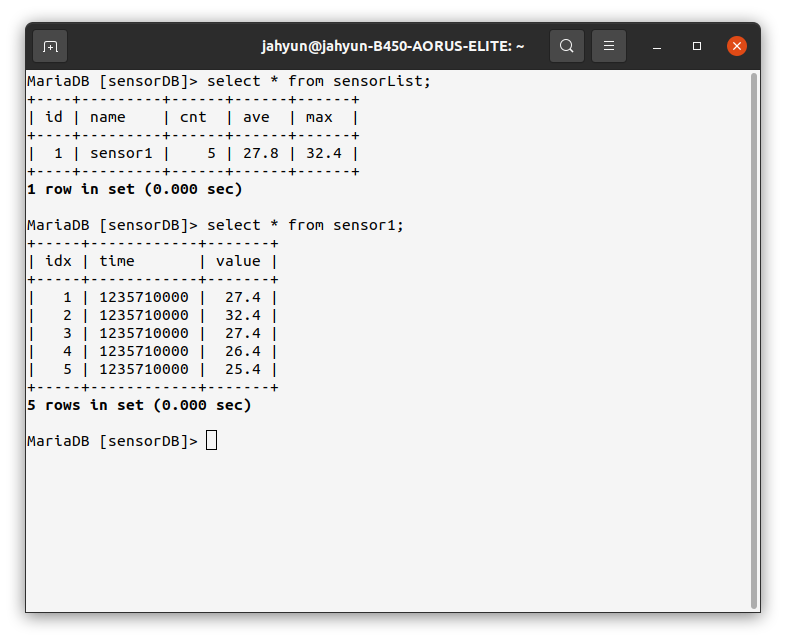 jahyun@jahyun-B450-AORUS-ELITE: ~
MariaDB [sensorDB]> select * from sensorList;
+----+---------+------+------+------+
| id | name    | cnt  | ave  | max  |
+----+---------+------+------+------+
|  1 | sensor1 |    5 | 27.8 | 32.4 |
+----+---------+------+------+------+
1 row in set (0.000 sec)

MariaDB [sensorDB]> select * from sensor1;
+-----+------------+-------+
| idx | time       | value |
+-----+------------+-------+
|   1 | 1235710000 |  27.4 |
|   2 | 1235710000 |  32.4 |
|   3 | 1235710000 |  27.4 |
|   4 | 1235710000 |  26.4 |
|   5 | 1235710000 |  25.4 |
+-----+------------+-------+
5 rows in set (0.000 sec)

MariaDB [sensorDB]>